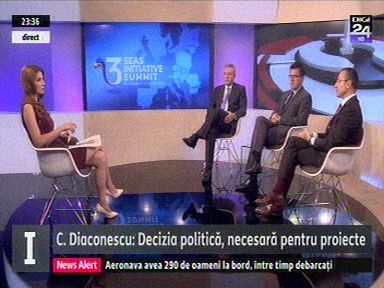 23:36
direct
DIGI
24
HD
3 SEAS
INITIATIVE
SUMMIT
I C. Diaconescu: Decizia politică, necesară pentru proiecte
News Alert Aeronava avea 290 de oameni la bord, între timp debarcați